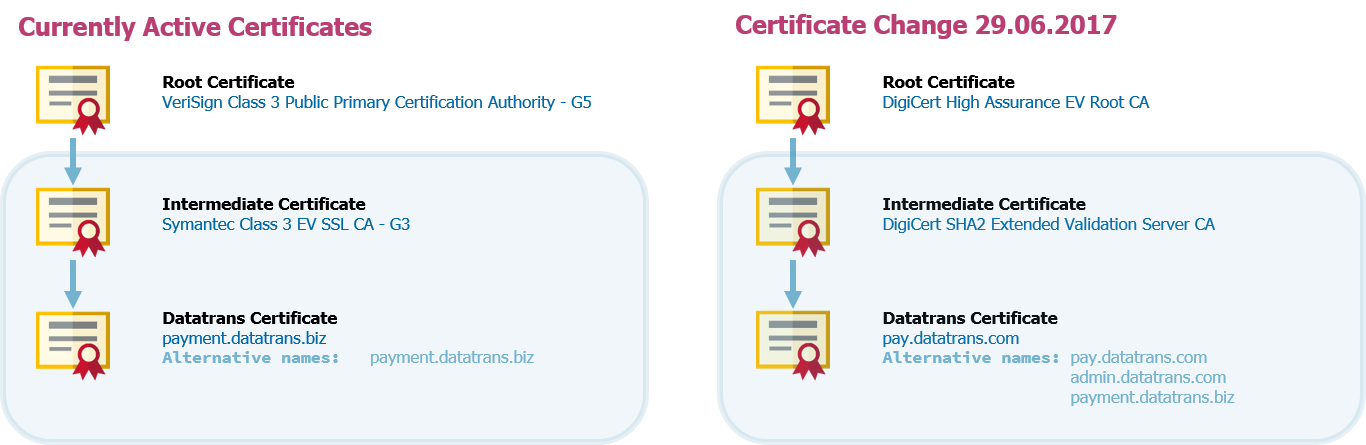 Currently Active Certificates
Root Certificate
VeriSign Class 3 Public Primary Certification Authority - G5
Intermediate Certificate
Symantec Class 3 EV SSL CA - G3
Datatrans Certificate
payment.datatrans.biz
Alternative names: payment.datatrans.biz
Certificate Change 29.06.2017
Root Certificate
DigiCert High Assurance EV Root CA
Intermediate Certificate
DigiCert SHA2 Extended Validation Server CA
Datatrans Certificate
pay.datatrans.com
Alternative names: pay.datatrans.com
admin.datatrans.com
payment.datatrans.biz